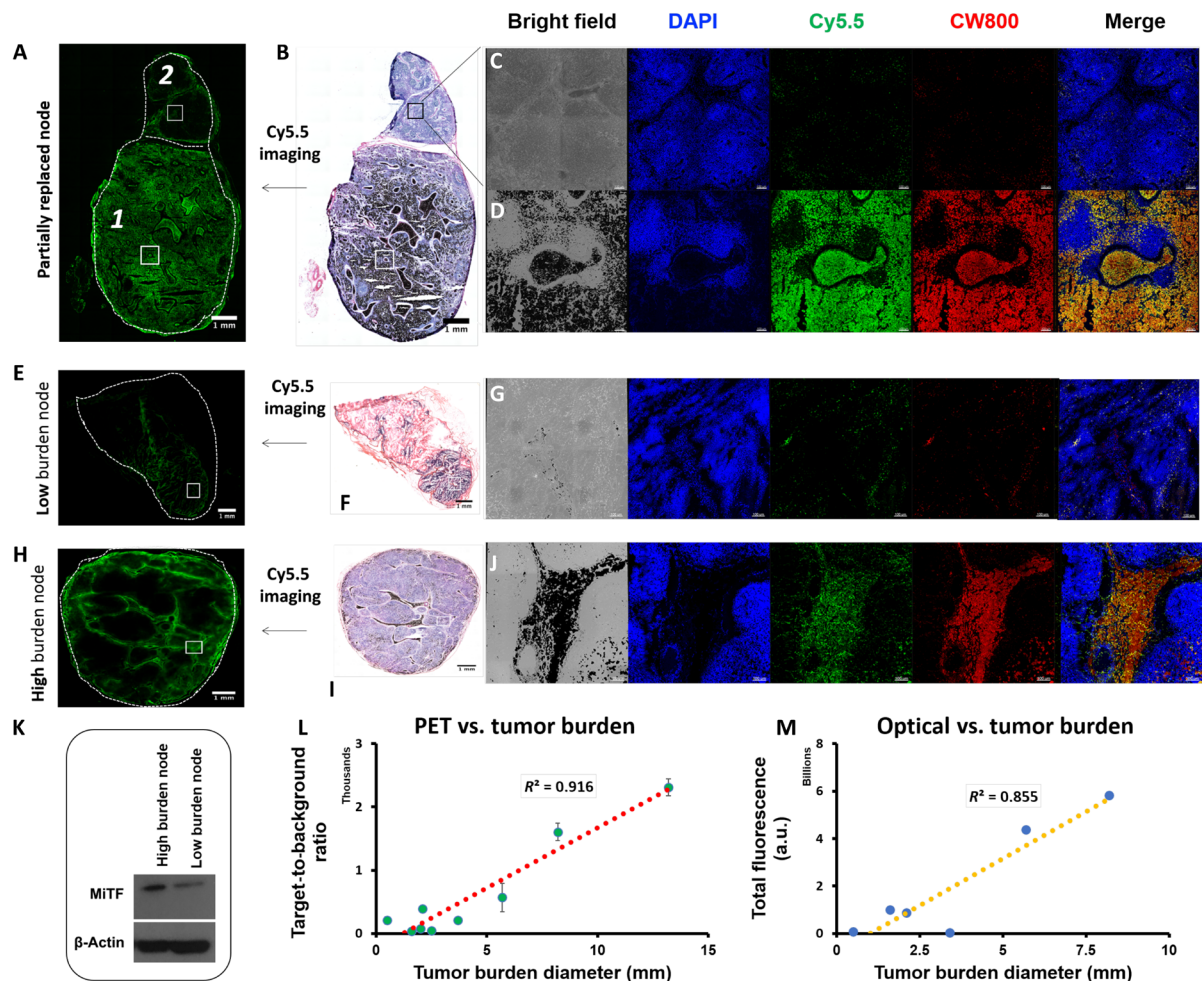 Bright field DAPI Cy5.5 CW800 Merge
A
Partially replaced node
2
1
1 mm
Cy5.5
imaging
B
1 mm
C
D
E
Low burden node
1 mm
Cy5.5
imaging
F
1 mm
G
H
High burden node
1 mm
Cy5.5
imaging
I
1 mm
J
K
High burden node
Low burden node
MiTF
β-Actin
L
PET vs. tumor burden
Thousands
Target-to-background
ratio
3
2
1
0
R² = 0.916
0 5 10 15
Tumor burden diameter (mm)
M
Optical vs. tumor burden
Billions
Total fluorescence
(a.u.)
8
6
4
2
0
R² = 0.855
0 2.5 5 7.5 10
Tumor burden diameter (mm)